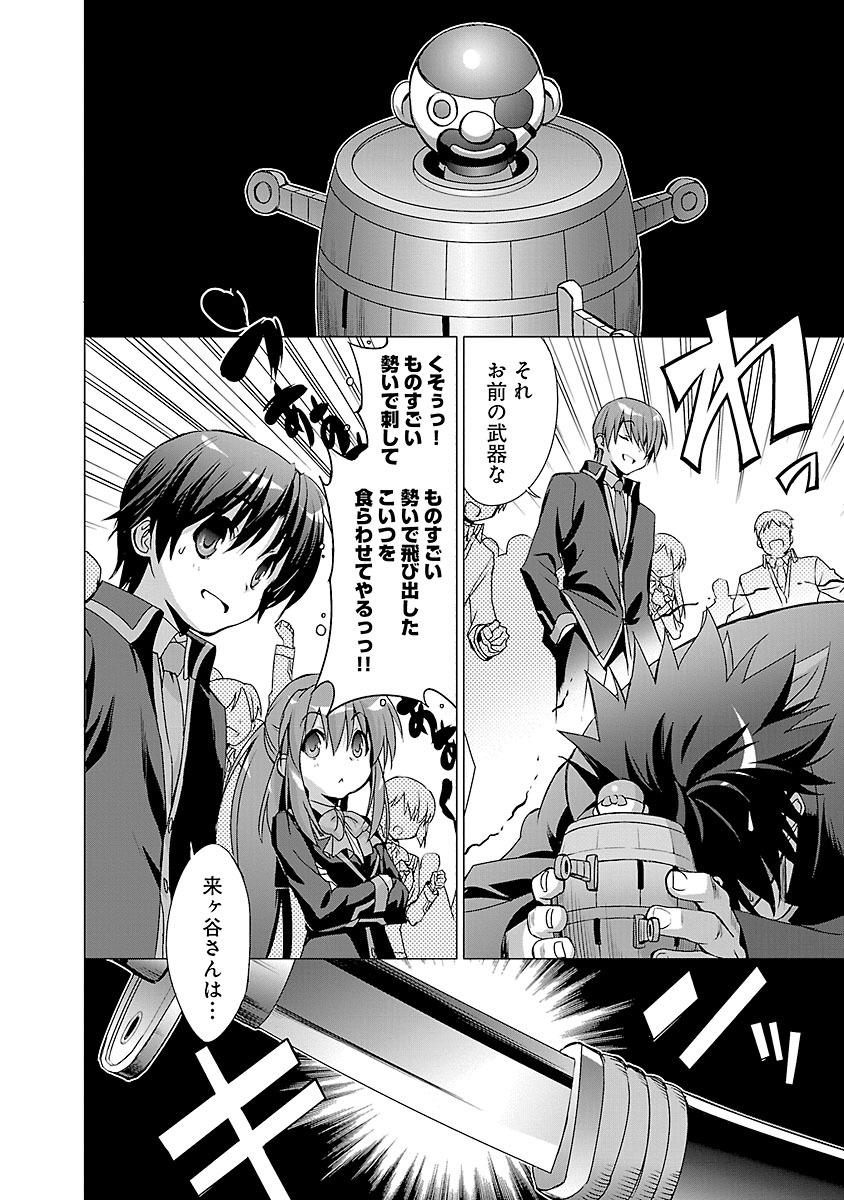 ワッ
それ
お前の武器な
くそぅっ！
ものすごい
勢いで刺して
ものすごい
勢いで飛び出した
こいつを
食らわせてやるっっ!!
来ヶ谷さんは…
キン